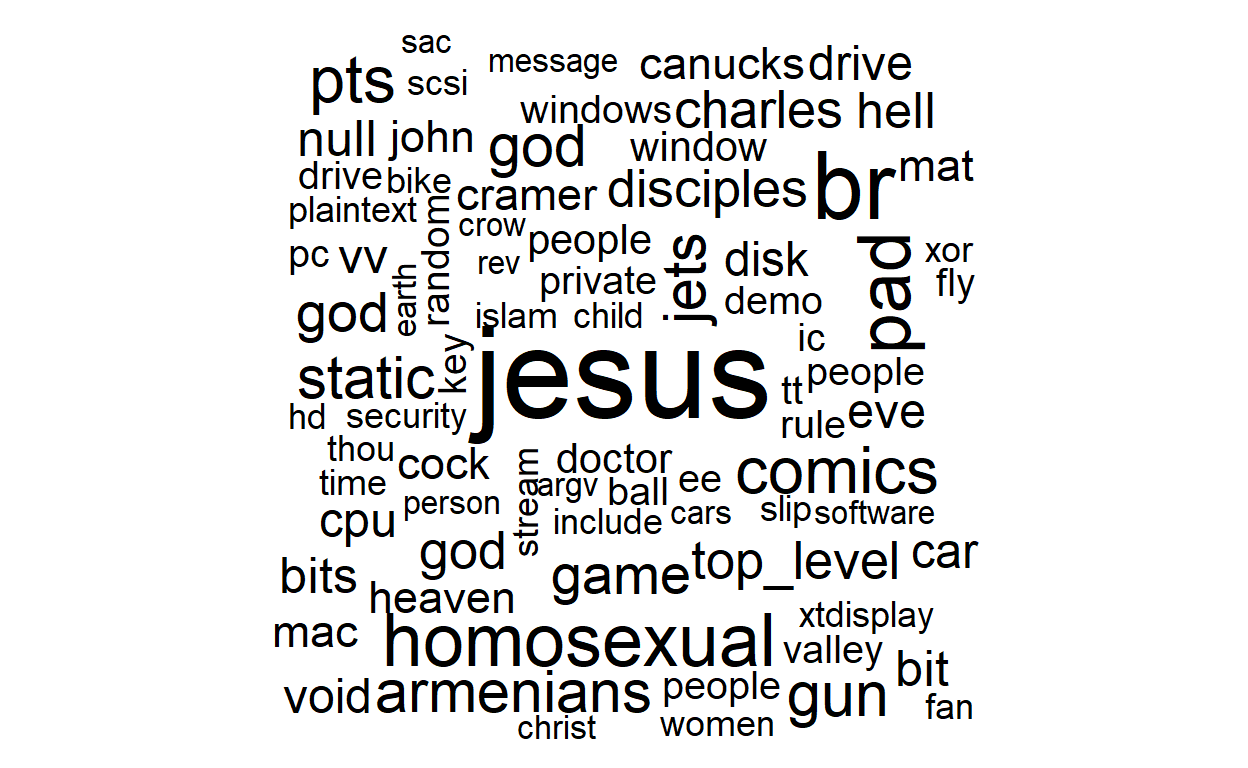 sac
message
canucks
drive
pts
scsi
windows
charles
hell
null
john
god
window
br
mat
drive
bike
cramer
disciples
plaintext
random
crow
people
jets
disk
pad
xor
pc
vv
earth
rev
private
demo
fly
god
islam
child
ic
static
key
jesus
tt
people
hd
security
rule
eve
thou
cock
stream
doctor
ee
comics
time
person
argv
ball
cars
slip
software
cpu
include
god
game
top_level
car
bits
heaven
xtdisplay
mac
homosexual
valley
bit
void
armenians
people
gun
fan
christ
women